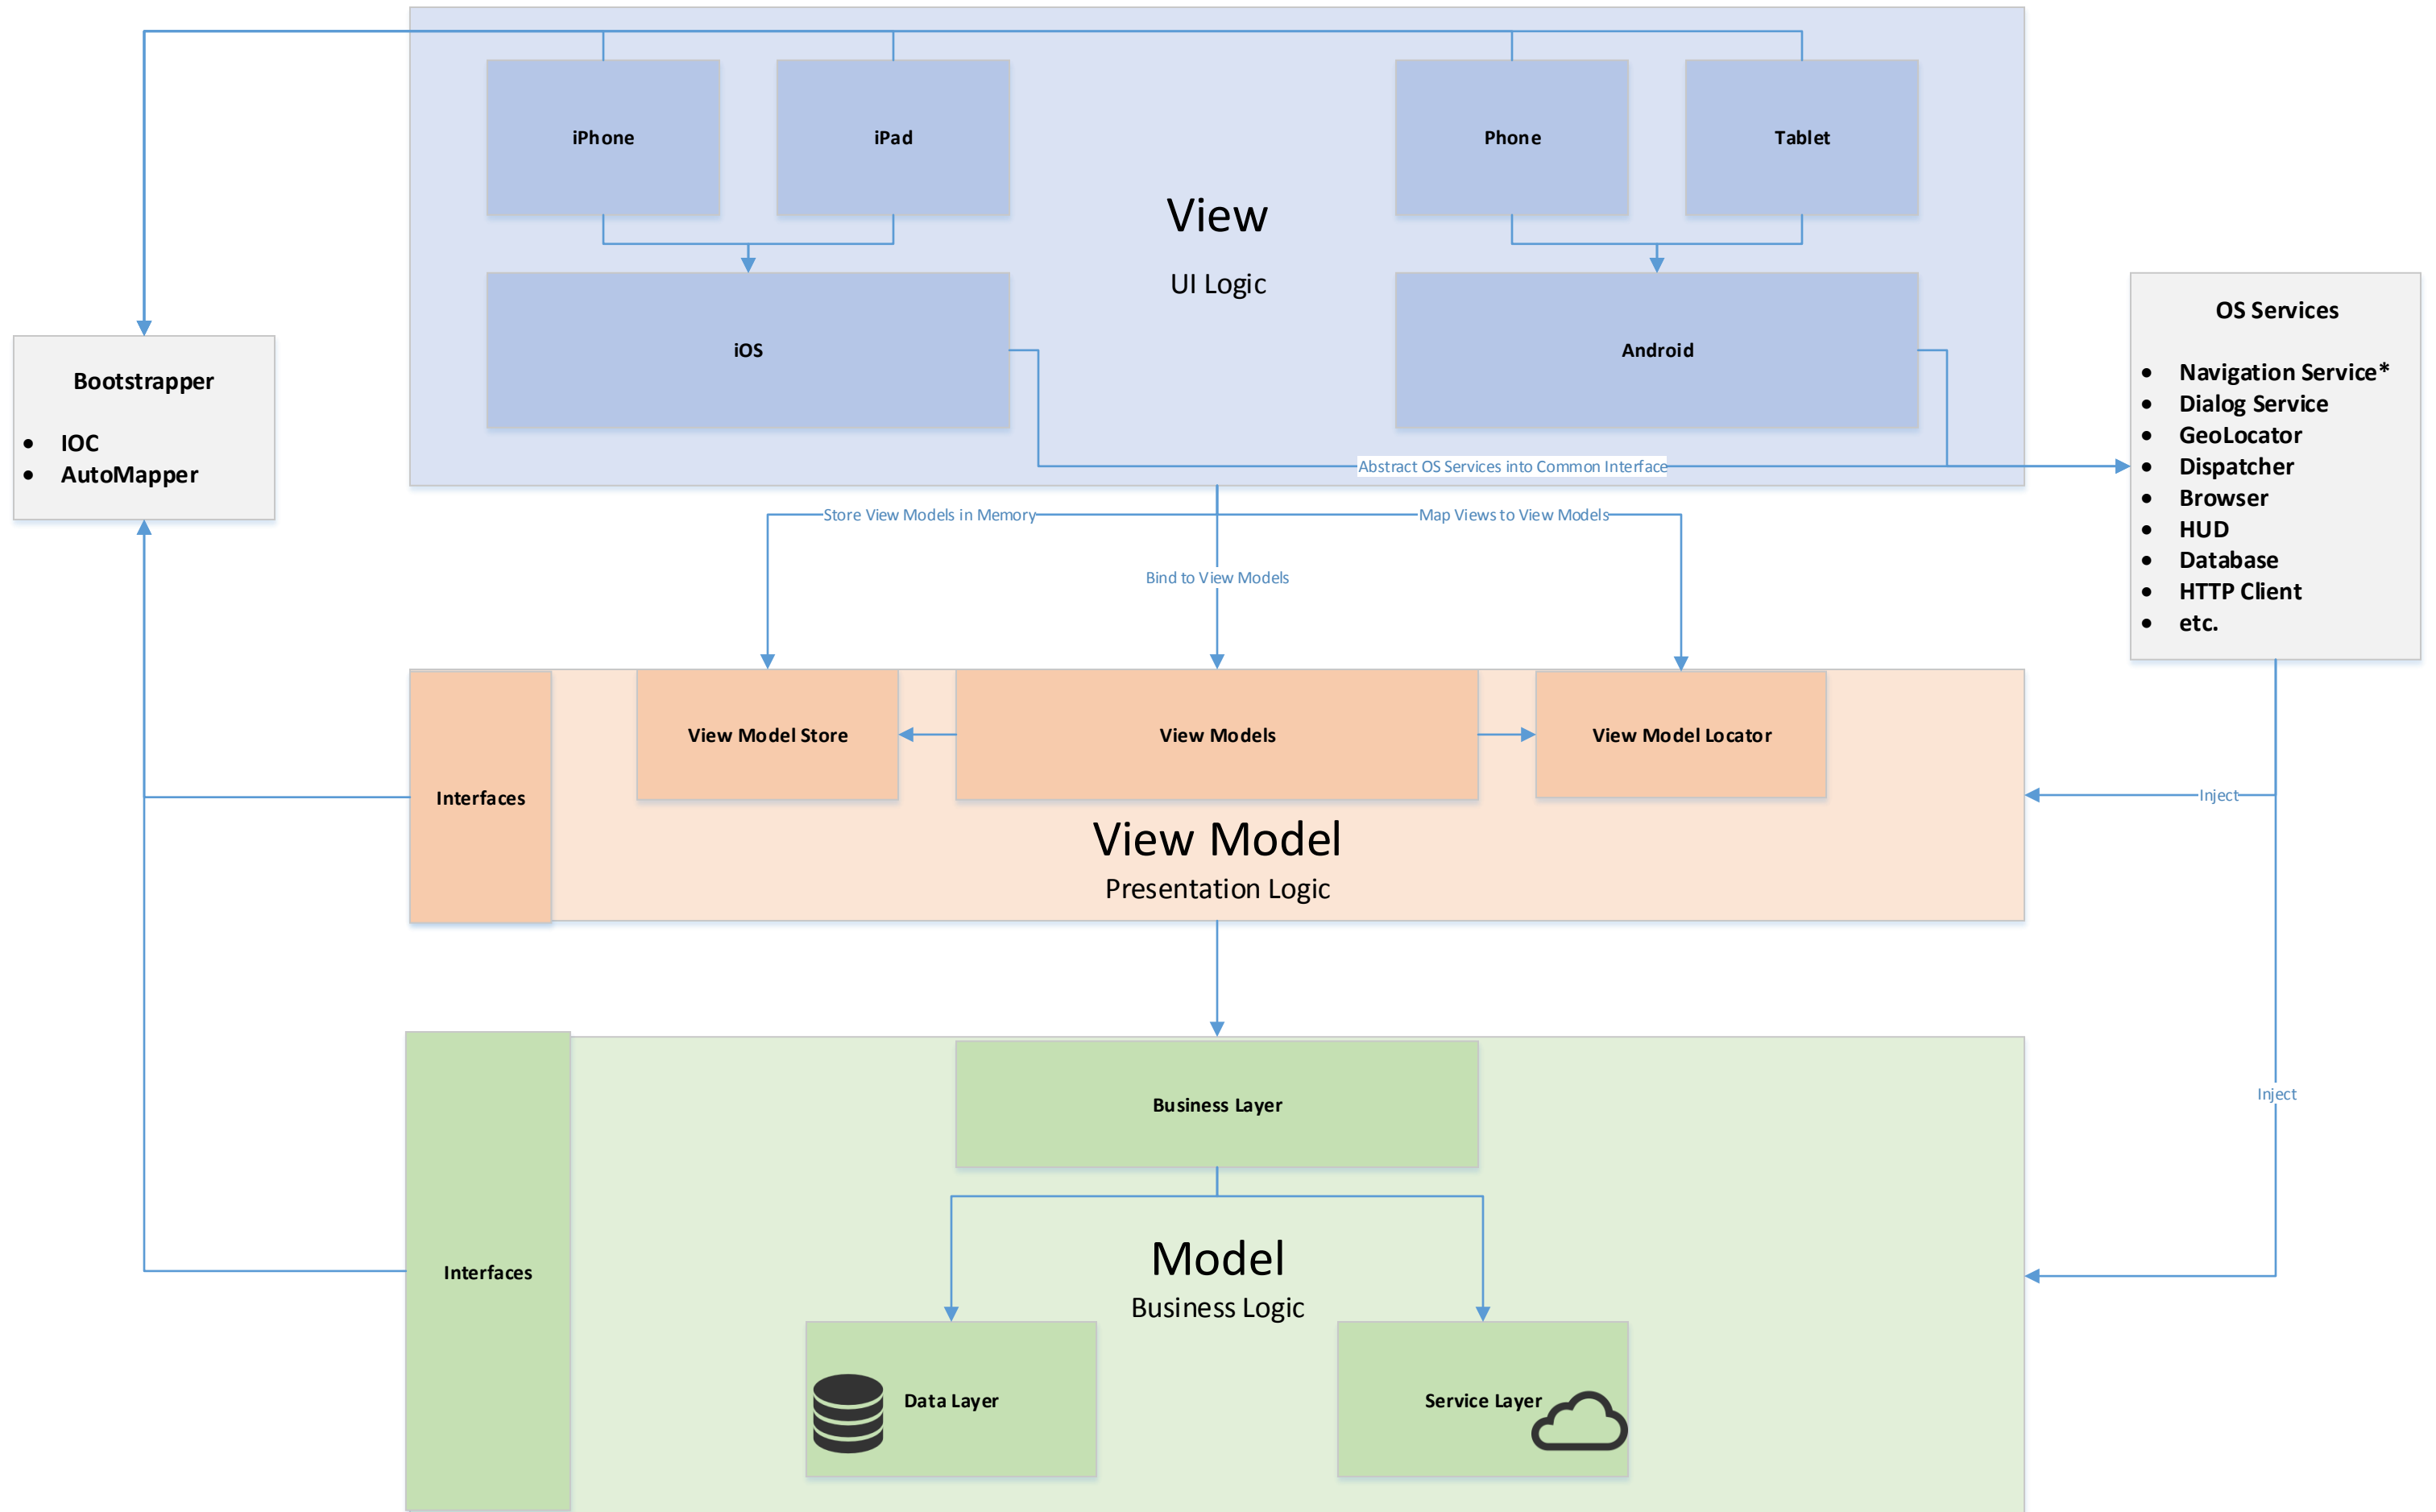 iPhone
iPad
Phone
Tablet
View
UI Logic
iOS
Android
Bootstrapper
• IOC
• AutoMapper
OS Services
• Navigation Service*
• Dialog Service
• GeoLocator
• Dispatcher
• Browser
• HUD
• Database
• HTTP Client
• etc.
Abstract OS Services into Common Interface
Store View Models in Memory
Map Views to View Models
Bind to View Models
Interfaces
View Model Store
View Models
View Model Locator
View Model
Presentation Logic
Inject
Inject
Interfaces
Business Layer
Model
Business Logic
Data Layer
Service Layer